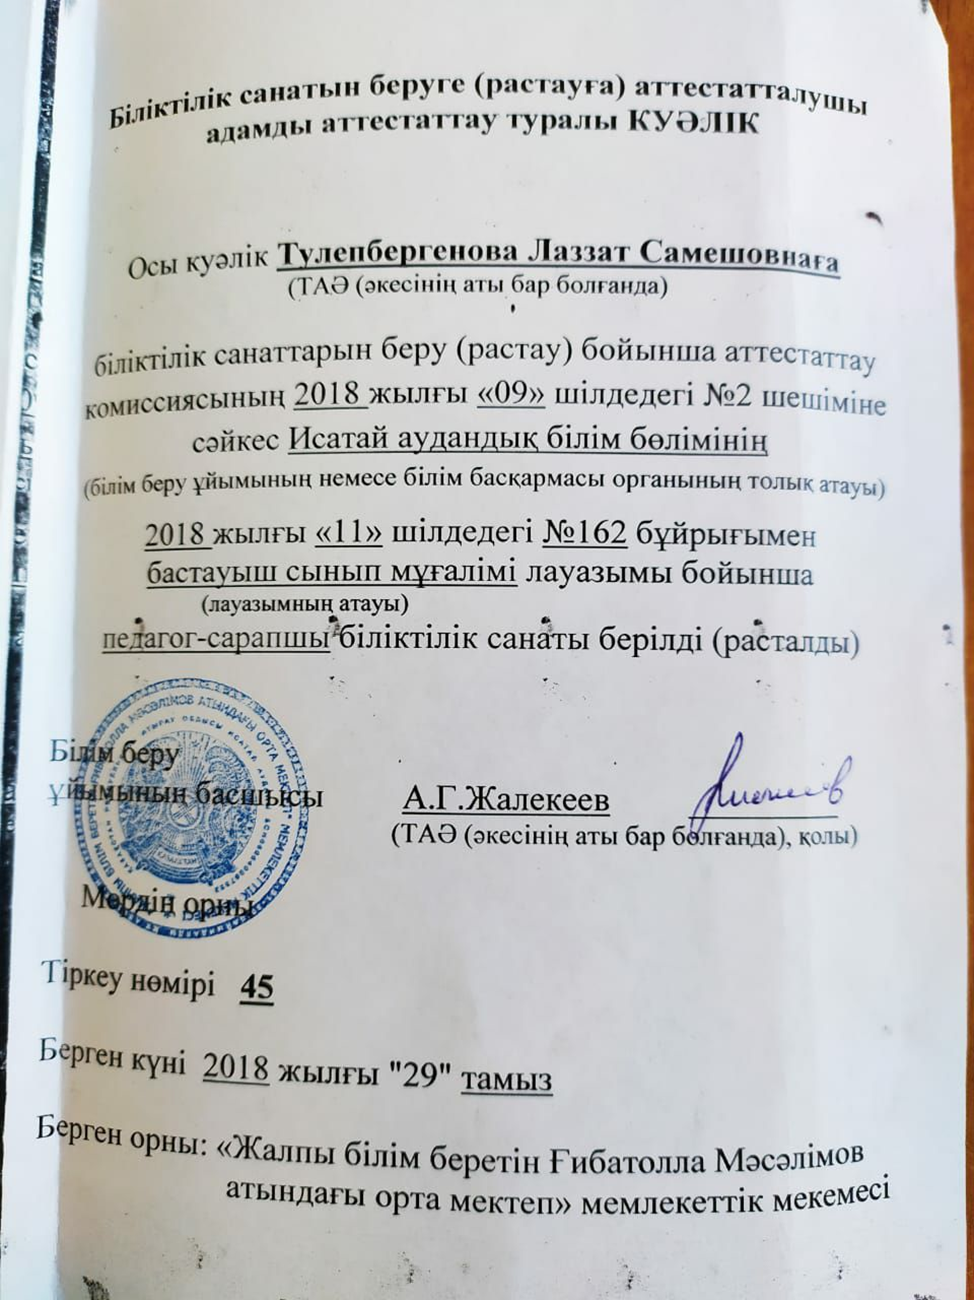 Біліктілік санатын беруге (растауға) аттестатталушы
адамды аттестаттау туралы КУӘЛІК
Осы куәлік Тулепбергенова Лаззат Самешовнаға
(ТАӘ (әкесінің аты бар болғанда)
біліктілік санаттарын беру (растау) бойынша аттестаттау
комиссиясының 2018 жылғы «09» шілдедегі №2 шешіміне
сәйкес Исатай аудандық білім бөлімінің
(білім беру ұйымының немесе білім басқармасы органының толық атауы)
2018 жылғы «11» шілдедегі №162 бұйрығымен
бастауыш сынып мұғалімі лауазымы бойынша
(лауазымның атауы)
педагог-сарапшы біліктілік санаты берілді (расталды)
Білім беру
ұйымының басшысы А.Г.Жалекеев
(ТАӘ (әкесінің аты бар болғанда), қолы)
Мөрдің орны
Тіркеу нөмірі 45
Берген күні 2018 жылғы "29" тамыз
Берген орны: «Жалпы білім беретін Ғибатолла Мәсәлімов
атындағы орта мектеп» мемлекеттік мекемесі